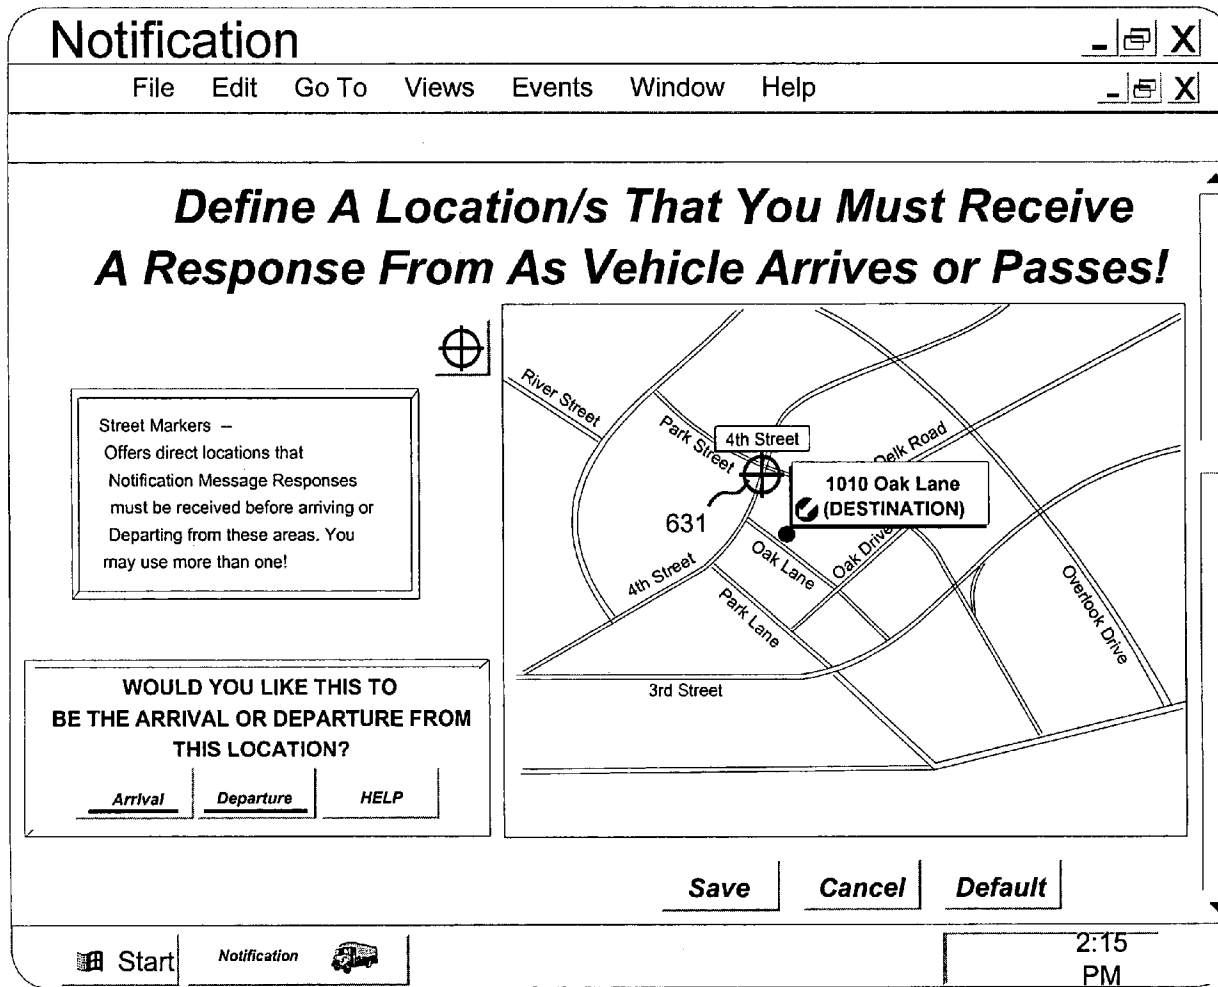 Notification
File Edit Go To Views Events Window Help
Define A Location/s That You Must Receive
A Response From As Vehicle Arrives or Passes!
Street Markers –
Offers direct locations that
Notification Message Responses
must be received before arriving or
Departing from these areas. You
may use more than one!
WOULD YOU LIKE THIS TO
BE THE ARRIVAL OR DEPARTURE FROM
THIS LOCATION?
Arrival Departure HELP
River Street
Park Street
4th Street
Delk Road
1010 Oak Lane
(DESTINATION)
631
Oak Lane
Oak Drive
4th Street
Park Lane
Overlook Drive
3rd Street
Save Cancel Default
Start Notification
2:15
PM